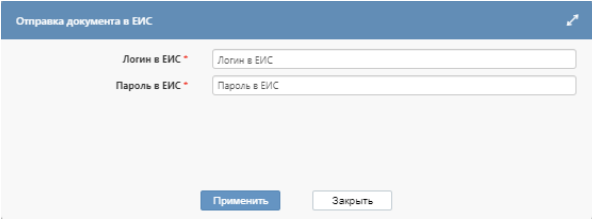 Отправка документа в ЕИС
Логин в ЕИС * Логин в ЕИС
Пароль в ЕИС * Пароль в ЕИС
Применить Закрыть